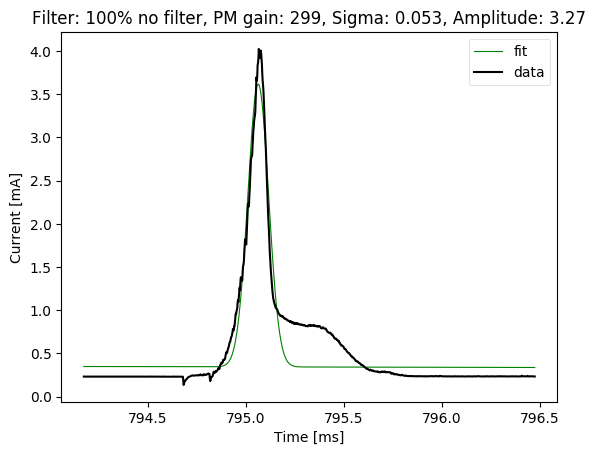 Filter: 100% no filter, PM gain: 299, Sigma: 0.053, Amplitude: 3.27
fit
data
4.0
3.5
3.0
2.5
2.0
1.5
1.0
0.5
0.0
Current [mA]
794.5
795.0
795.5
796.0
796.5
Time [ms]